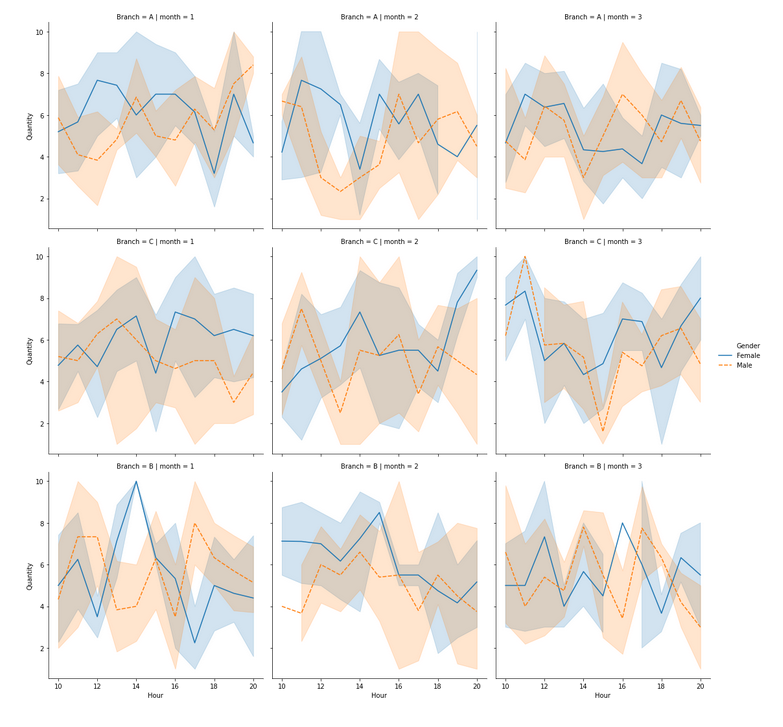 Branch = A | month = 1
Branch = A | month = 2
Branch = A | month = 3
10
8
6
4
2
Quantity
Branch = C | month = 1
Branch = C | month = 2
Branch = C | month = 3
10
8
6
4
2
Quantity
Gender
Female
Male
Branch = B | month = 1
Branch = B | month = 2
Branch = B | month = 3
10
8
6
4
2
Quantity
10 12 14 16 18 20
10 12 14 16 18 20
10 12 14 16 18 20
Hour
Hour
Hour